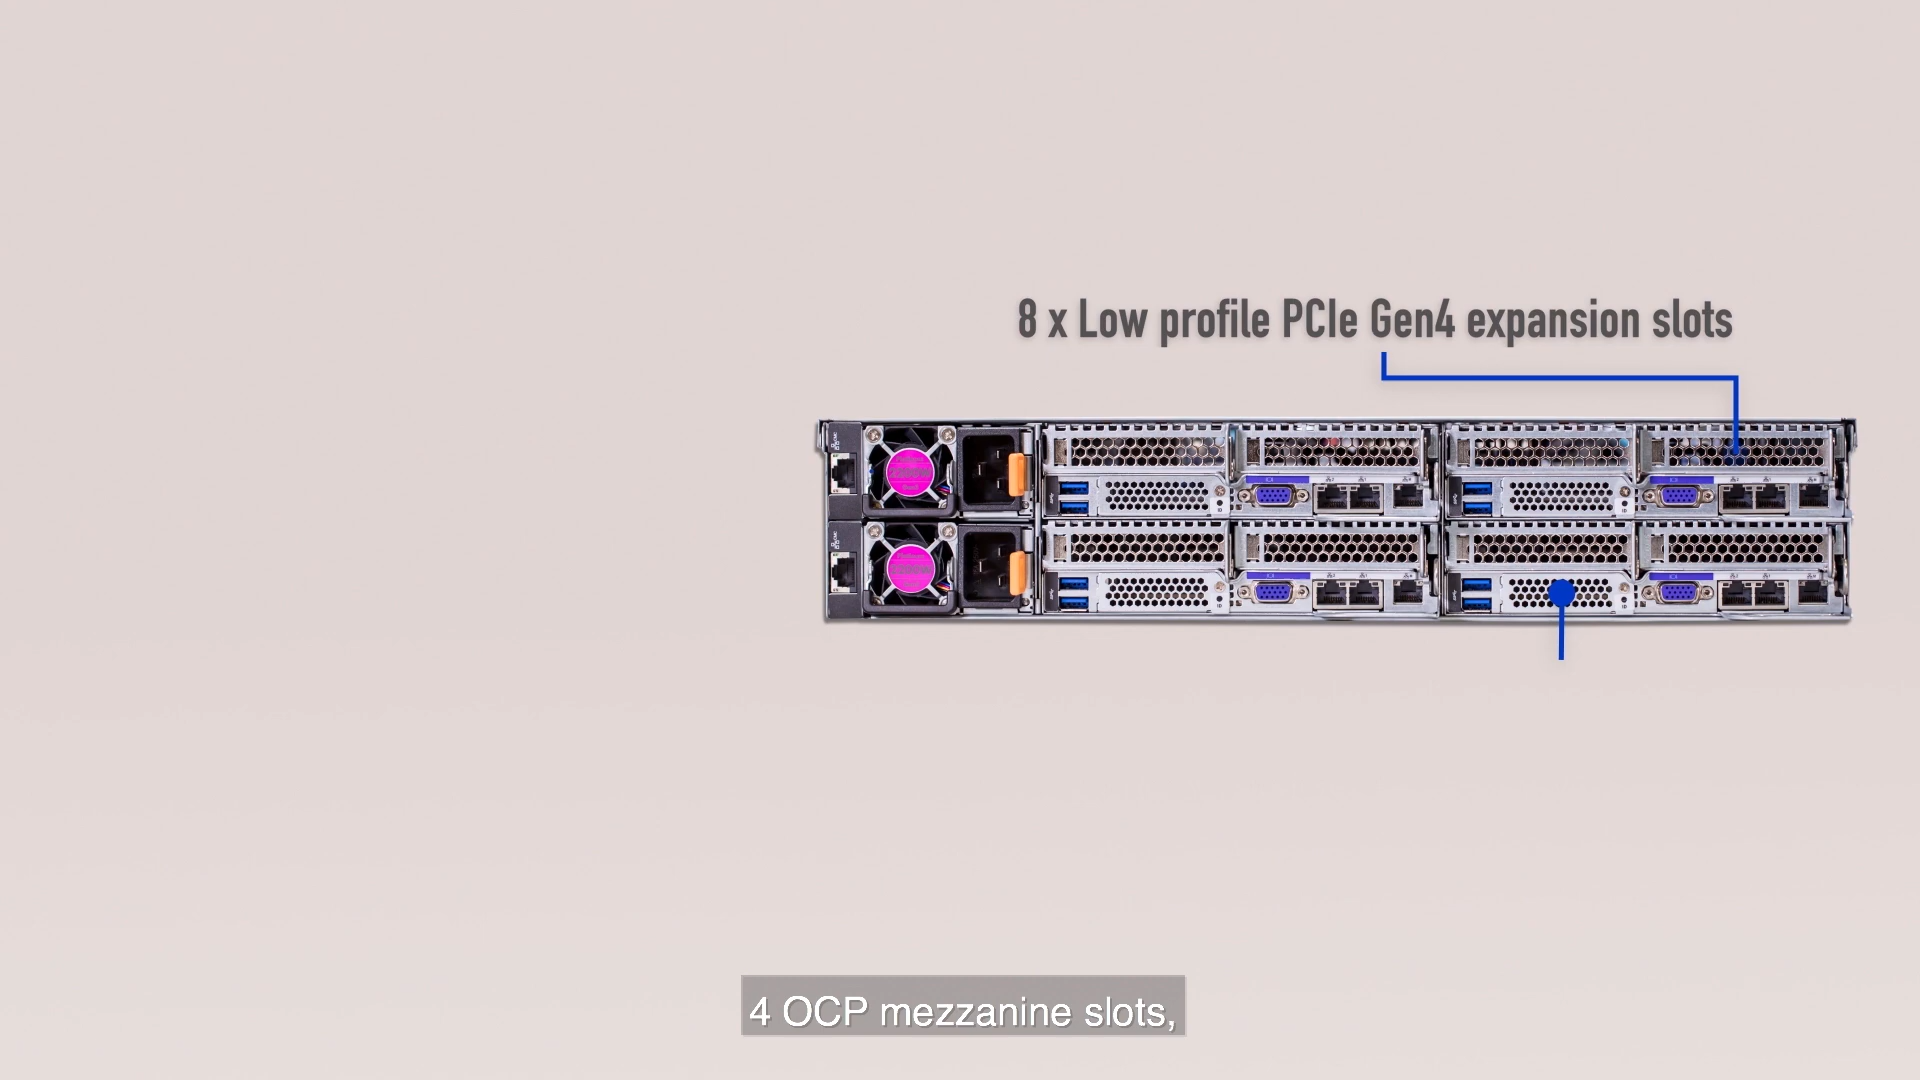 8 x Low profile PCIe Gen4 expansion slots
4 OCP mezzanine slots,